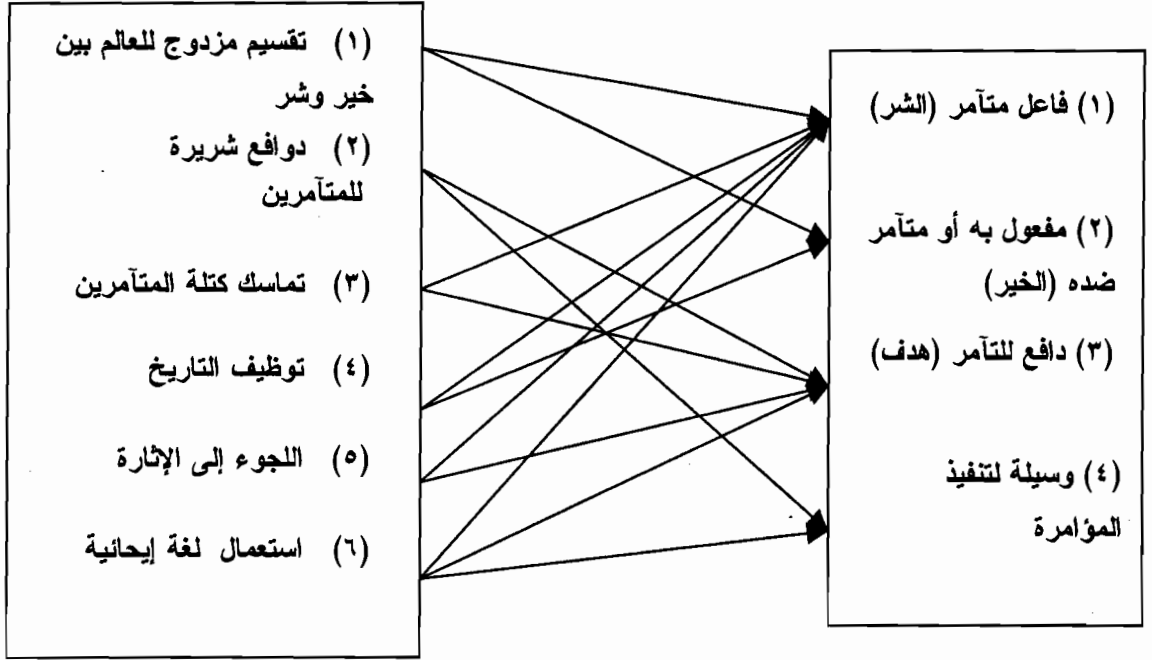 (١) تقسيم مزدوج للعالم بين
خير وشر
(٢) دوافع شريرة
للمتآمرين
(٣) تماسك كتلة المتآمرين
(٤) توظيف التاريخ
(٥) اللجوء إلى الإثارة
(٦) استعمال لغة إيحائية
(١) فاعل متآمر (الشر)
(٢) مفعول به أو متآمر
ضده (الخير)
(٣) دافع للتآمر (هدف)
(٤) وسيلة لتنفيذ
المؤامرة